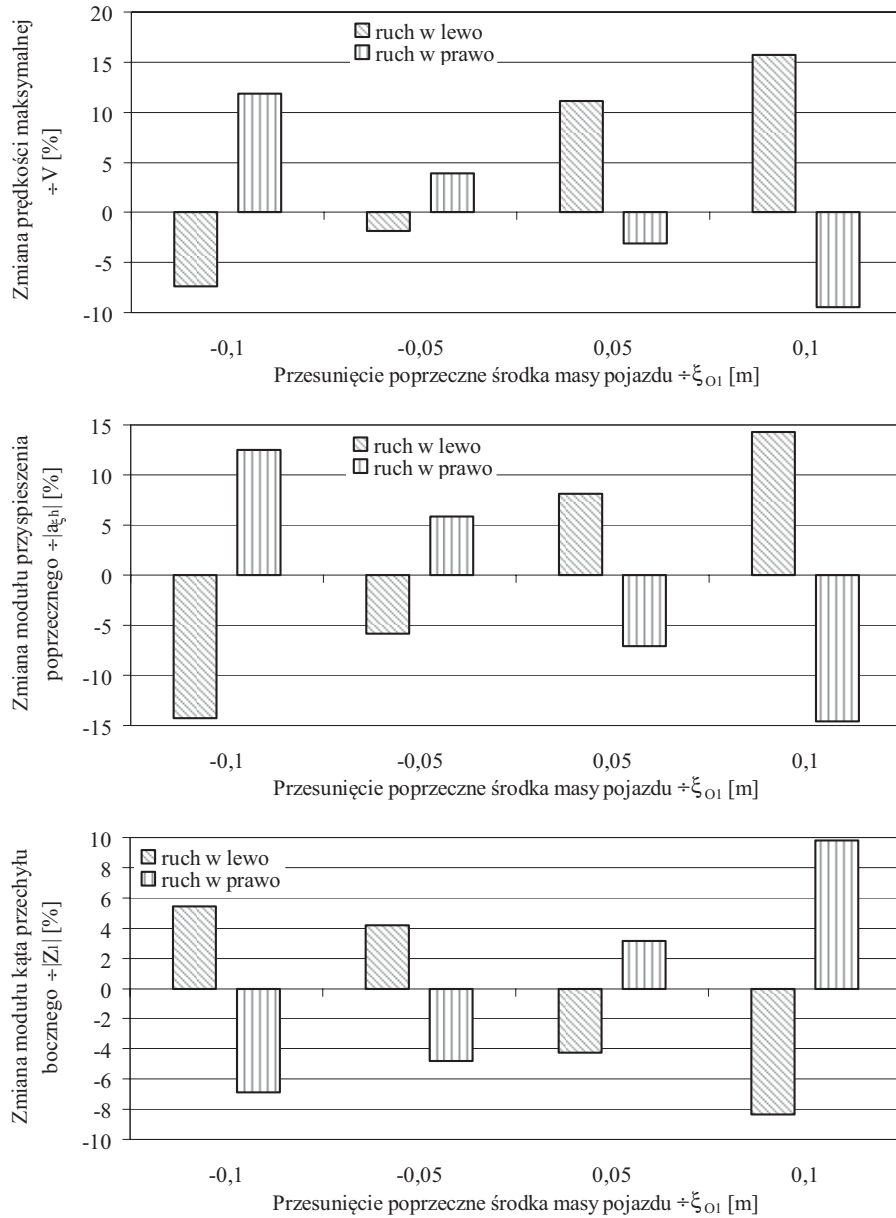 Zmiana prędkości maksymalnej
÷V [%]
20
15
10
5
0
-5
-10
ruch w lewo
ruch w prawo
-0,1
-0,05
0,05
0,1
Przesunięcie poprzeczne środka masy pojazdu ÷ξO1 [m]
Zmiana modułu przyspieszenia
poprzecznego ÷|aξh| [%]
15
10
5
0
-5
-10
-15
ruch w lewo
ruch w prawo
-0,1
-0,05
0,05
0,1
Przesunięcie poprzeczne środka masy pojazdu ÷ξO1 [m]
Zmiana modułu kąta przechyłu
bocznego ÷|Z1| [%]
10
8
6
4
2
0
-2
-4
-6
-8
-10
ruch w lewo
ruch w prawo
-0,1
-0,05
0,05
0,1
Przesunięcie poprzeczne środka masy pojazdu ÷ξO1 [m]